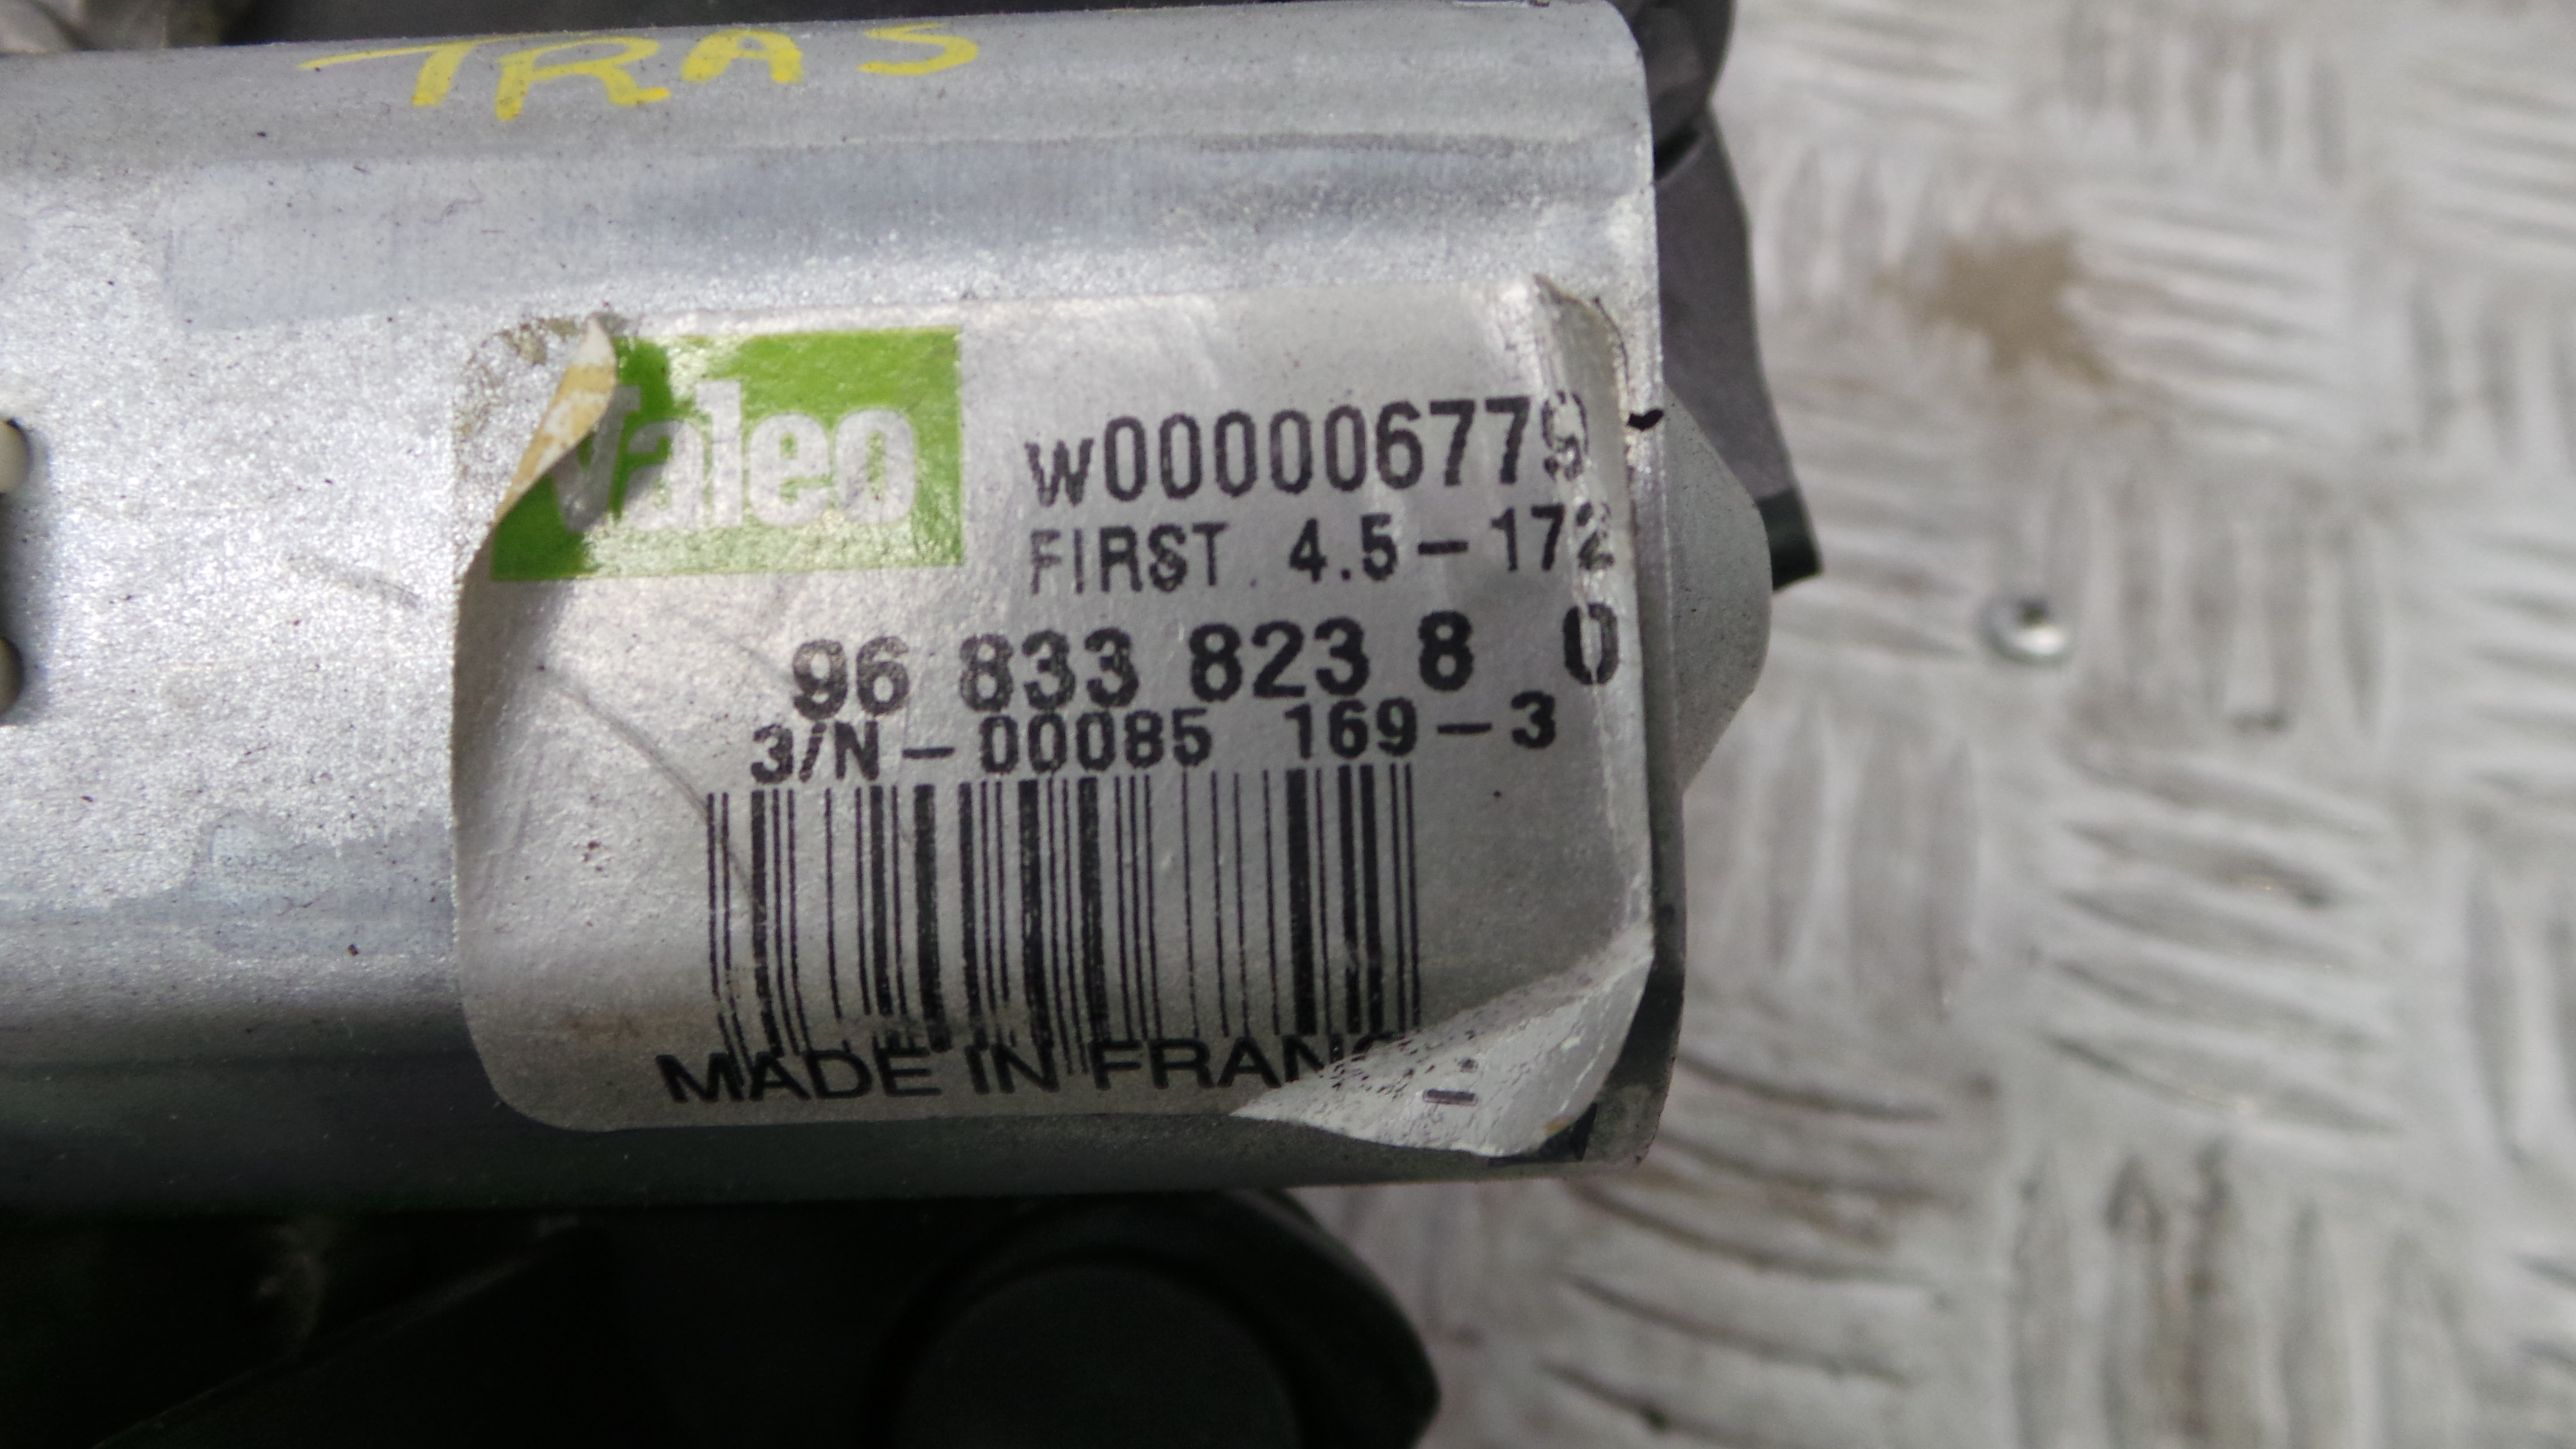 TRAS
Valeo
W000006779
FIRST 4.5-172
96 833 823 8 0
3/N-00085 169-3
MADE IN FRANC